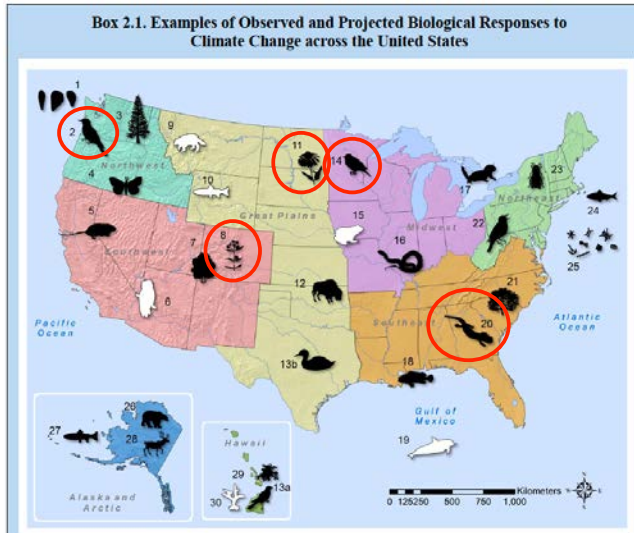 Box 2.1. Examples of Observed and Projected Biological Responses to
Climate Change across the United States
1
2
3
Northwest
4
9
10
11
Great Plains
14
15
Midwest
16
17
Northeast
23
24
22
25
5
Southwest
6
7
8
12
13b
21
Southeast
20
18
Pacific
Ocean
Atlantic
Ocean
Gulf of
Mexico
19
26
27
28
Alaska and
Arctic
Hawaii
29
13a
30
Kilometers
0 125250 500 750 1,000